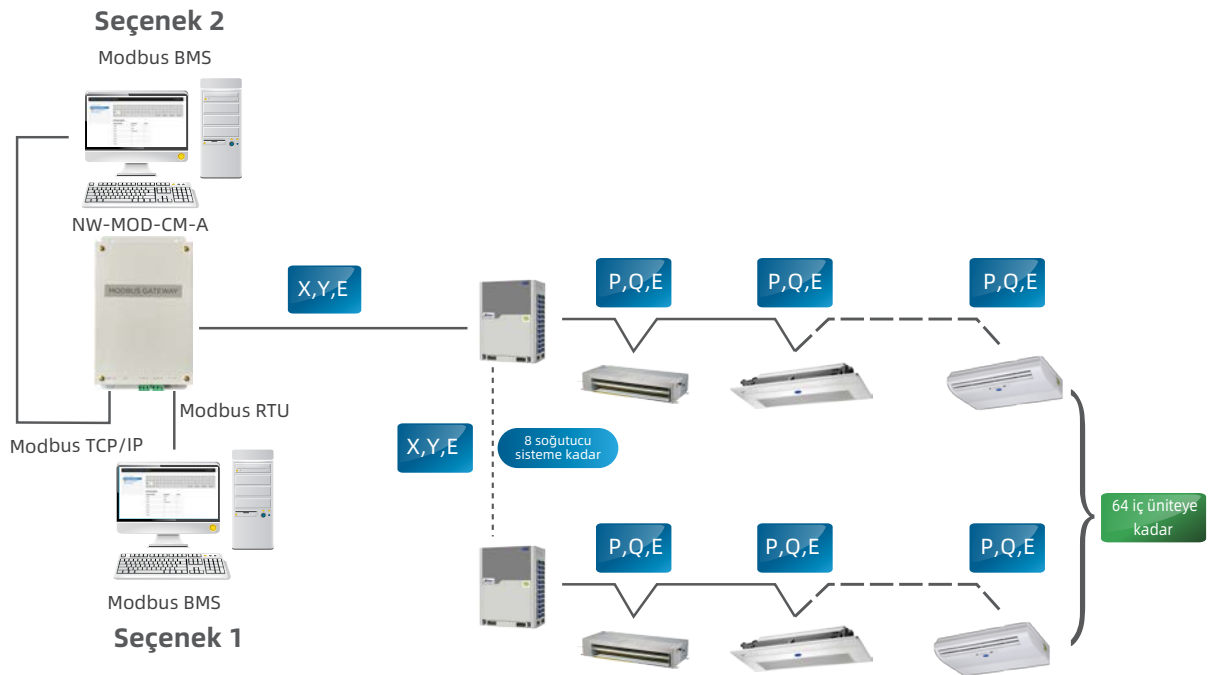 Seçenek 2
Modbus BMS
NW-MOD-CM-A
MODBUS GATEWAY
X,Y,E
P,Q,E
P,Q,E
P,Q,E
Modbus RTU
Modbus TCP/IP
X,Y,E
8 soğutucu
sisteme kadar
64 iç üniteye
kadar
P,Q,E
P,Q,E
P,Q,E
Modbus BMS
Seçenek 1